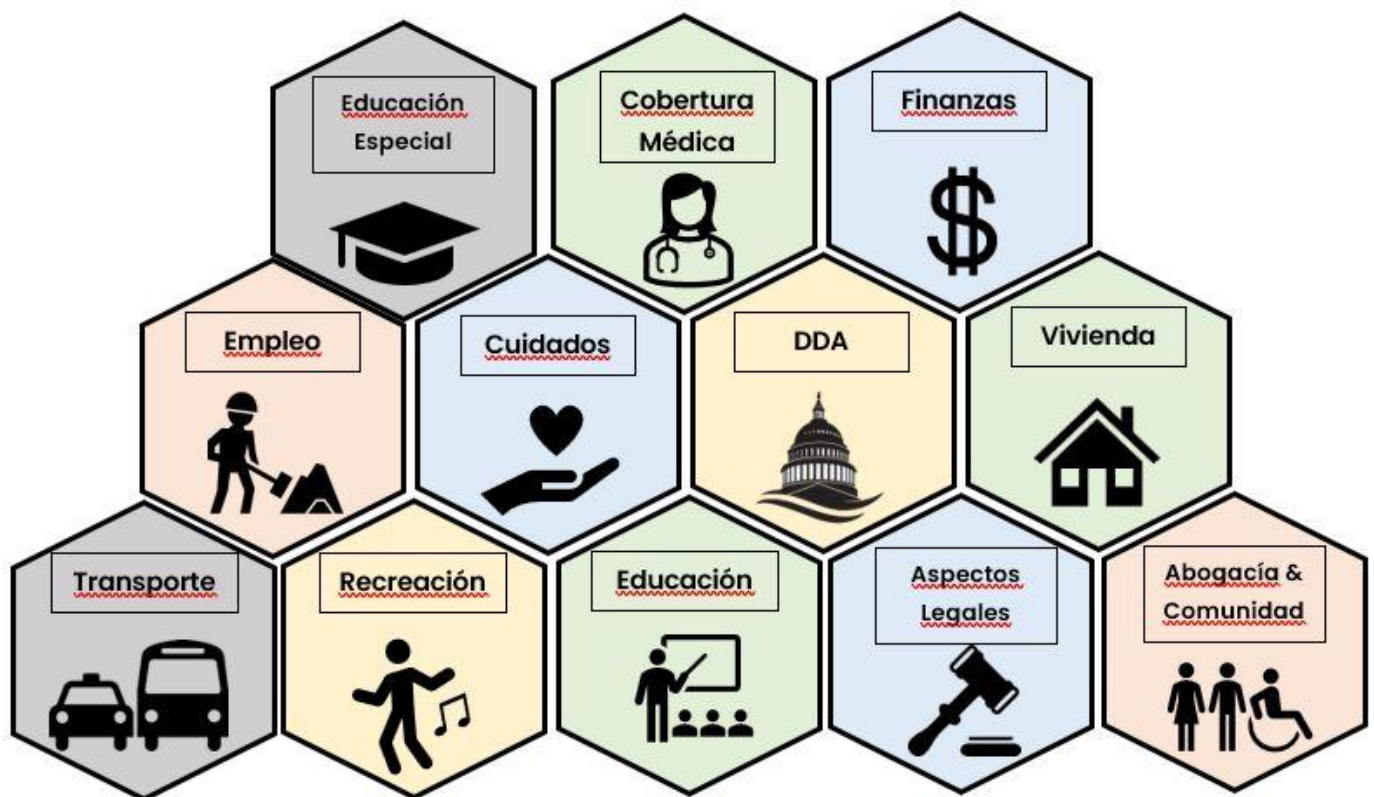 Educación
Especial
Cobertura
Médica
Finanzas
Empleo
Cuidados
DDA
Vivienda
Transporte
Recreación
Educación
Aspectos
Legales
Abogacía &
Comunidad